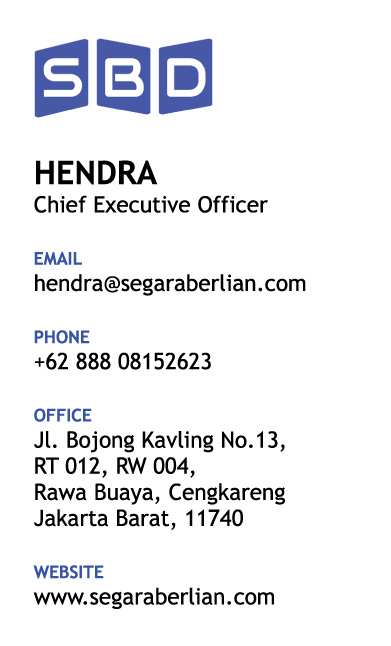 SBD
HENDRA
Chief Executive Officer
EMAIL
hendra@segaraberlian.com
PHONE
+62 888 08152623
OFFICE
Jl. Bojong Kavling No.13,
RT 012, RW 004,
Rawa Buaya, Cengkareng
Jakarta Barat, 11740
WEBSITE
www.segaraberlian.com